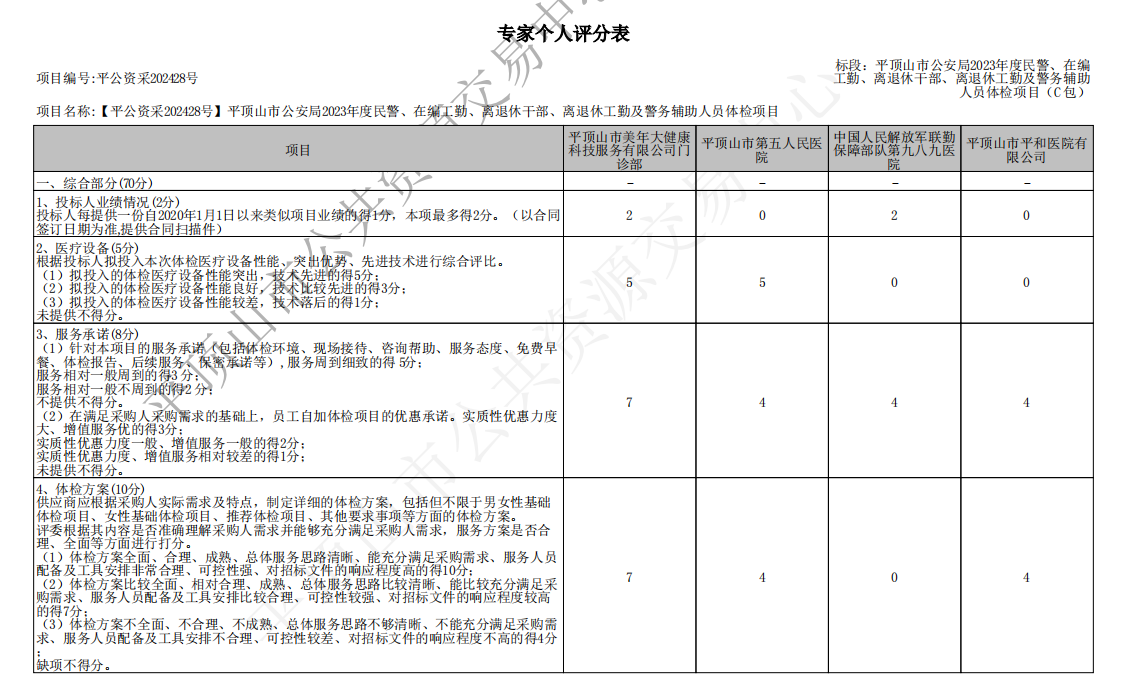 专家个人评分表
标段：平顶山市公安局2023年度民警、在编
工勤、离退休干部、离退休工勤及警务辅助
人员体检项目（C包）
项目编号:平公资采202428号
项目名称:【平公资采202428号】平顶山市公安局2023年度民警、在编工勤、离退休干部、离退休工勤及警务辅助人员体检项目
项目
平顶山市美年大健康
科技服务有限公司门
诊部
平顶山市第五人民医
院
中国人民解放军联勤
保障部队第九八九医
院
平顶山市平和医院有
限公司
一、综合部分(70分)
– – – –
1、投标人业绩情况(2分)
投标人每提供一份自2020年1月1日以来类似项目业绩的得1分，本项最多得2分。（以合同
签订日期为准,提供合同扫描件）
2 0 2 0
2、医疗设备(5分)
根据投标人拟投入本次体检医疗设备性能、突出优势、先进技术进行综合评比。
（1）拟投入的体检医疗设备性能突出，技术先进的得5分；
（2）拟投入的体检医疗设备性能良好，技术比较先进的得3分；
（3）拟投入的体检医疗设备性能较差，技术落后的得1分；
未提供不得分。
5 5 0 0
3、服务承诺(8分)
（1）针对本项目的服务承诺（包括体检环境、现场接待、咨询帮助、服务态度、免费早
餐、体检报告、后续服务、保密承诺等）,服务周到细致的得 5分；
服务相对一般周到的得3 分；
服务相对一般不周到的得2 分；
不提供不得分。
（2）在满足采购人采购需求的基础上，员工自加体检项目的优惠承诺。实质性优惠力度
大、增值服务优的得3分；
实质性优惠力度一般、增值服务一般的得2分；
实质性优惠力度、增值服务相对较差的得1分；
未提供不得分。
7 4 4 4
4、体检方案(10分)
供应商应根据采购人实际需求及特点，制定详细的体检方案，包括但不限于男女性基础
体检项目、女性基础体检项目、推荐体检项目、其他要求事项等方面的体检方案。
评委根据其内容是否准确理解采购人需求并能够充分满足采购人需求，服务方案是否合
理、全面等方面进行打分。
（1）体检方案全面、合理、成熟、总体服务思路清晰、能充分满足采购需求、服务人员
配备及工具安排非常合理、可控性强、对招标文件的响应程度高的得10分；
（2）体检方案比较全面、相对合理、成熟、总体服务思路比较清晰、能比较充分满足采
购需求、服务人员配备及工具安排比较合理、可控性较强、对招标文件的响应程度较高
的得7分；
（3）体检方案不全面、不合理、不成熟、总体服务思路不够清晰、不能充分满足采购需
求、服务人员配备及工具安排不合理、可控性较差、对招标文件的响应程度不高的得4分
；
缺项不得分。
7 4 0 4
平顶山市公共资源交易中心
平顶山市公共资源交易中心